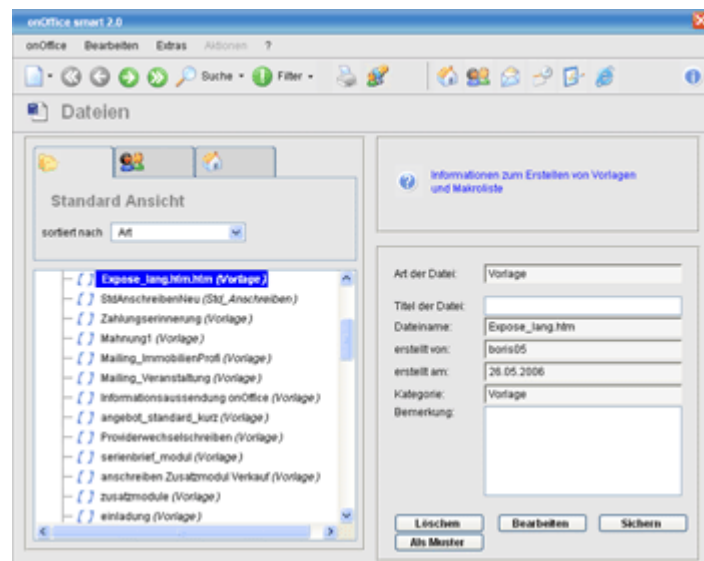 onOffice smart 2.0
onOffice Bearbeiten Extras Aktionen ?
Suche Filter
Dateien
Standard Ansicht
sortiert nach Art
Expose_lang.htm.htm (Vorlage)
StdAnschreibenNeu (Std_Anschreiben)
Zahlungserinnerung (Vorlage)
Mahnung1 (Vorlage)
Mailing_ImmobilienProfi (Vorlage)
Mailing_Veranstaltung (Vorlage)
Informationsaussendung onOffice (Vorlage)
angebot_standard_kurz (Vorlage)
Providerwechselschreiben (Vorlage)
serienbrief_modul (Vorlage)
anschreiben Zusatzmodul Verkauf (Vorlage)
zusatzmodule (Vorlage)
einladung (Vorlage)
Informationen zum Erstellen von Vorlagen
und Makroliste
Art der Datei: Vorlage
Titel der Datei:
Dateiname: Expose_lang.htm
erstellt von: boris05
erstellt am: 26.05.2006
Kategorie: Vorlage
Bemerkung:
Löschen Bearbeiten Sichern
Als Muster